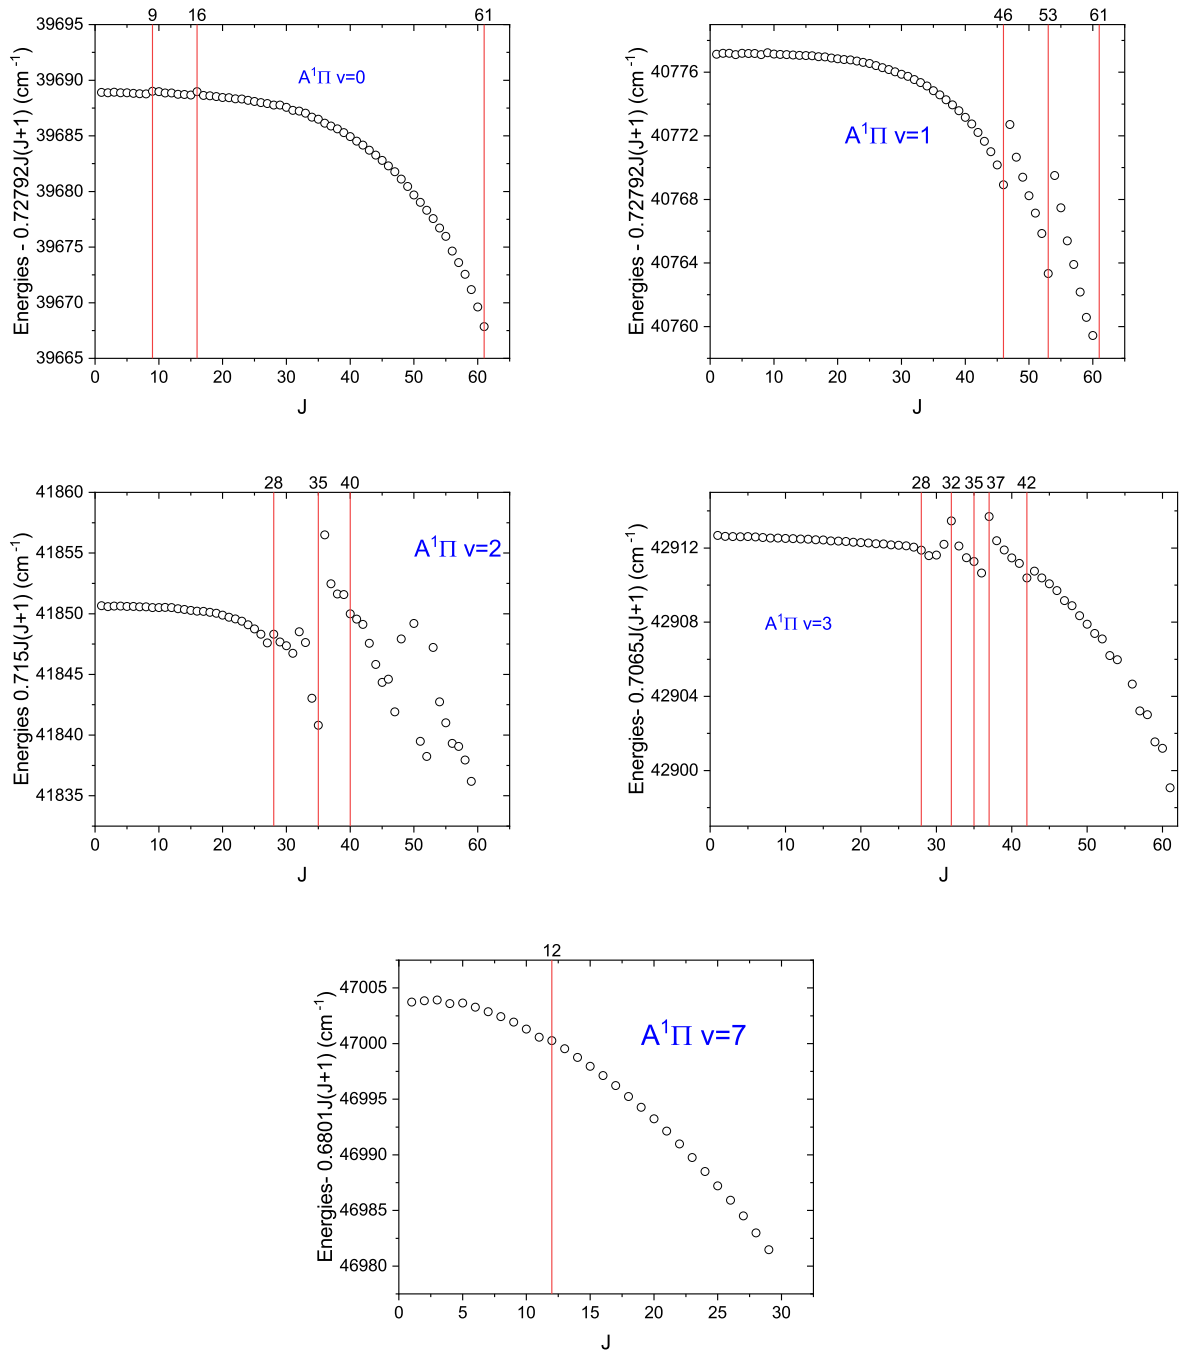 9 16 61
39695
39690
39685
39680
39675
39670
39665
Energies - 0.72792J(J+1) (cm⁻¹)
A¹Π v=0
0 10 20 30 40 50 60
J
46 53 61
40776
40772
40768
40764
40760
Energies - 0.72792J(J+1) (cm⁻¹)
A¹Π v=1
0 10 20 30 40 50 60
J
28 35 40
41860
41855
41850
41845
41840
41835
Energies 0.715J(J+1) (cm⁻¹)
A¹Π v=2
0 10 20 30 40 50 60
J
28 32 35 37 42
42912
42908
42904
42900
Energies- 0.7065J(J+1) (cm⁻¹)
A¹Π v=3
0 10 20 30 40 50 60
J
12
47005
47000
46995
46990
46985
46980
Energies- 0.6801J(J+1) (cm⁻¹)
A¹Π v=7
0 5 10 15 20 25 30
J